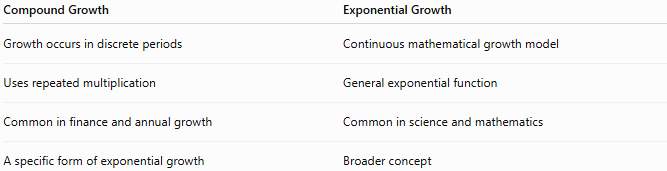 Compound Growth Exponential Growth
Growth occurs in discrete periods Continuous mathematical growth model
Uses repeated multiplication General exponential function
Common in finance and annual growth Common in science and mathematics
A specific form of exponential growth Broader concept